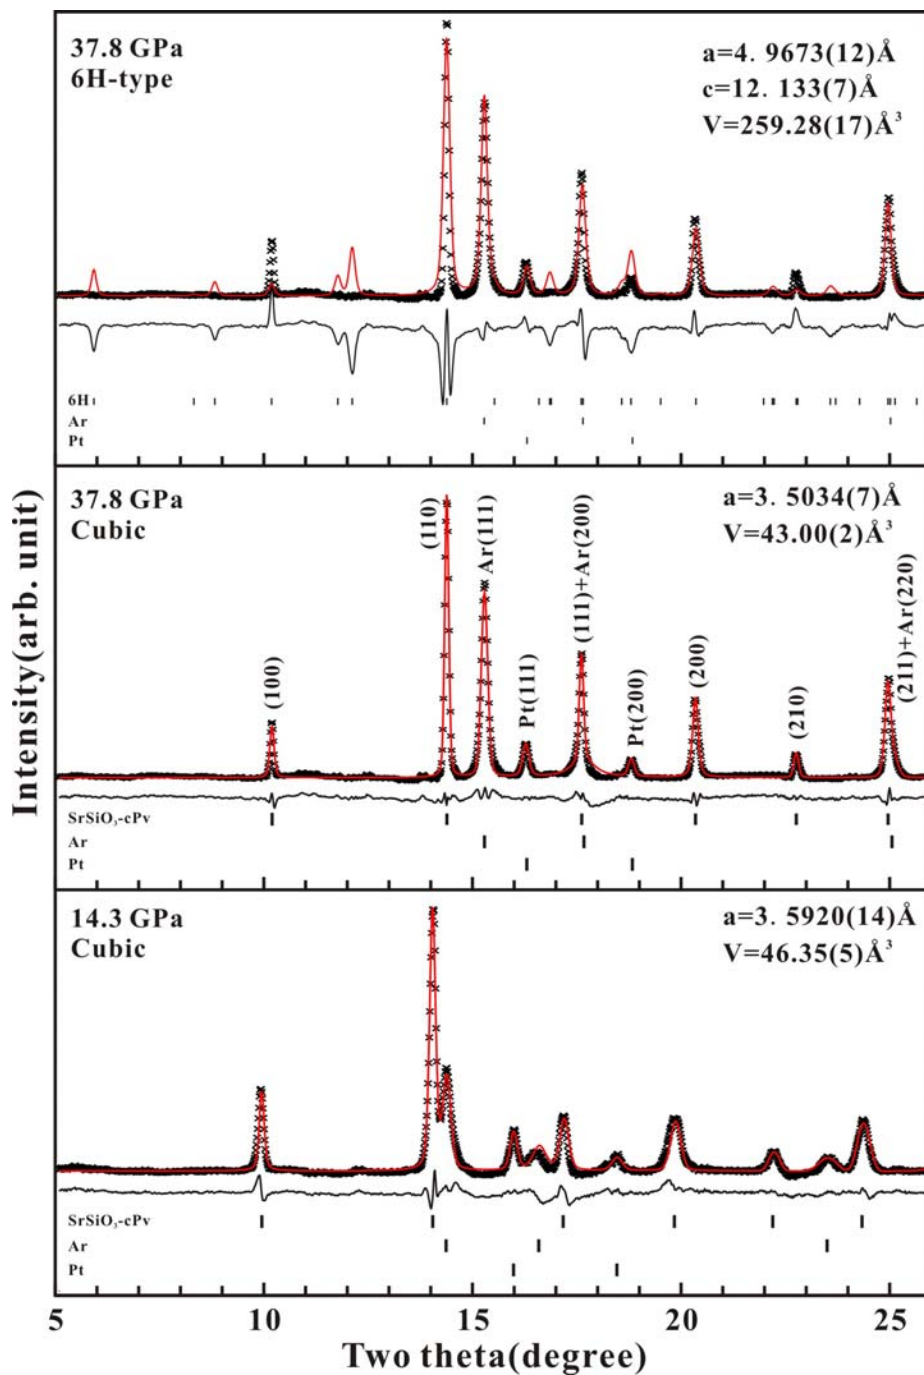 37.8 GPa
6H-type
a=4. 9673(12)Å
c=12. 133(7)Å
V=259.28(17)Å³
6H
Ar
Pt
37.8 GPa
Cubic
a=3. 5034(7)Å
V=43.00(2)Å³
(100)
(110)
Ar(111)
Pt(111)
(111)+Ar(200)
Pt(200)
(200)
(210)
(211)+Ar(220)
SrSiO₃-cPv
Ar
Pt
14.3 GPa
Cubic
a=3. 5920(14)Å
V=46.35(5)Å³
SrSiO₃-cPv
Ar
Pt
5 10 15 20 25
Two theta(degree)
Intensity(arb. unit)